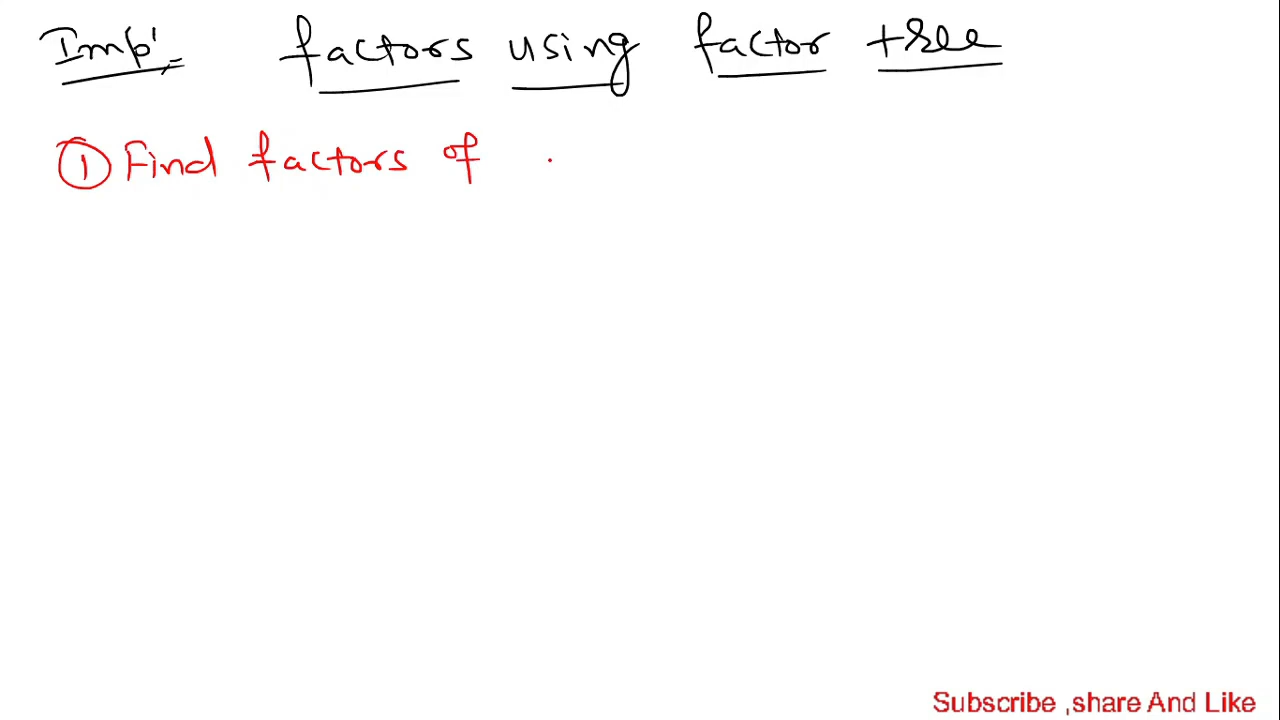 Imp:
factors using factor tree
① Find factors of
Subscribe ,share And Like